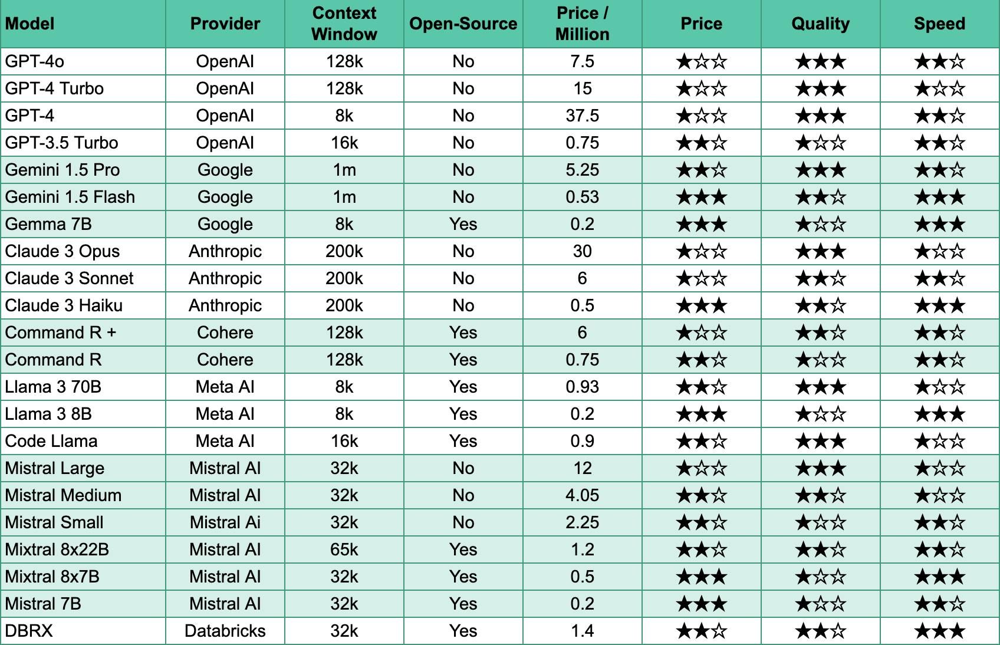 Model Provider Context Window Open-Source Price / Million Price Quality Speed
GPT-4o OpenAI 128k No 7.5 ★☆☆ ★★★ ★★☆
GPT-4 Turbo OpenAI 128k No 15 ★☆☆ ★★★ ★☆☆
GPT-4 OpenAI 8k No 37.5 ★☆☆ ★★★ ★★☆
GPT-3.5 Turbo OpenAI 16k No 0.75 ★★☆ ★☆☆ ★★☆
Gemini 1.5 Pro Google 1m No 5.25 ★★☆ ★★★ ★★☆
Gemini 1.5 Flash Google 1m No 0.53 ★★★ ★★☆ ★★★
Gemma 7B Google 8k Yes 0.2 ★★★ ★☆☆ ★★★
Claude 3 Opus Anthropic 200k No 30 ★☆☆ ★★★ ★☆☆
Claude 3 Sonnet Anthropic 200k No 6 ★☆☆ ★★☆ ★★☆
Claude 3 Haiku Anthropic 200k No 0.5 ★★★ ★★☆ ★★★
Command R + Cohere 128k Yes 6 ★☆☆ ★★☆ ★★☆
Command R Cohere 128k Yes 0.75 ★★☆ ★☆☆ ★★☆
Llama 3 70B Meta AI 8k Yes 0.93 ★★☆ ★★★ ★☆☆
Llama 3 8B Meta AI 8k Yes 0.2 ★★★ ★☆☆ ★★★
Code Llama Meta AI 16k Yes 0.9 ★★☆ ★★★ ★☆☆
Mistral Large Mistral AI 32k No 12 ★☆☆ ★★★ ★☆☆
Mistral Medium Mistral AI 32k No 4.05 ★★☆ ★★☆ ★☆☆
Mistral Small Mistral Ai 32k No 2.25 ★★☆ ★☆☆ ★★☆
Mixtral 8x22B Mistral AI 65k Yes 1.2 ★★☆ ★★☆ ★★☆
Mixtral 8x7B Mistral AI 32k Yes 0.5 ★★★ ★☆☆ ★★★
Mistral 7B Mistral AI 32k Yes 0.2 ★★★ ★☆☆ ★★☆
DBRX Databricks 32k Yes 1.4 ★★☆ ★★☆ ★★★